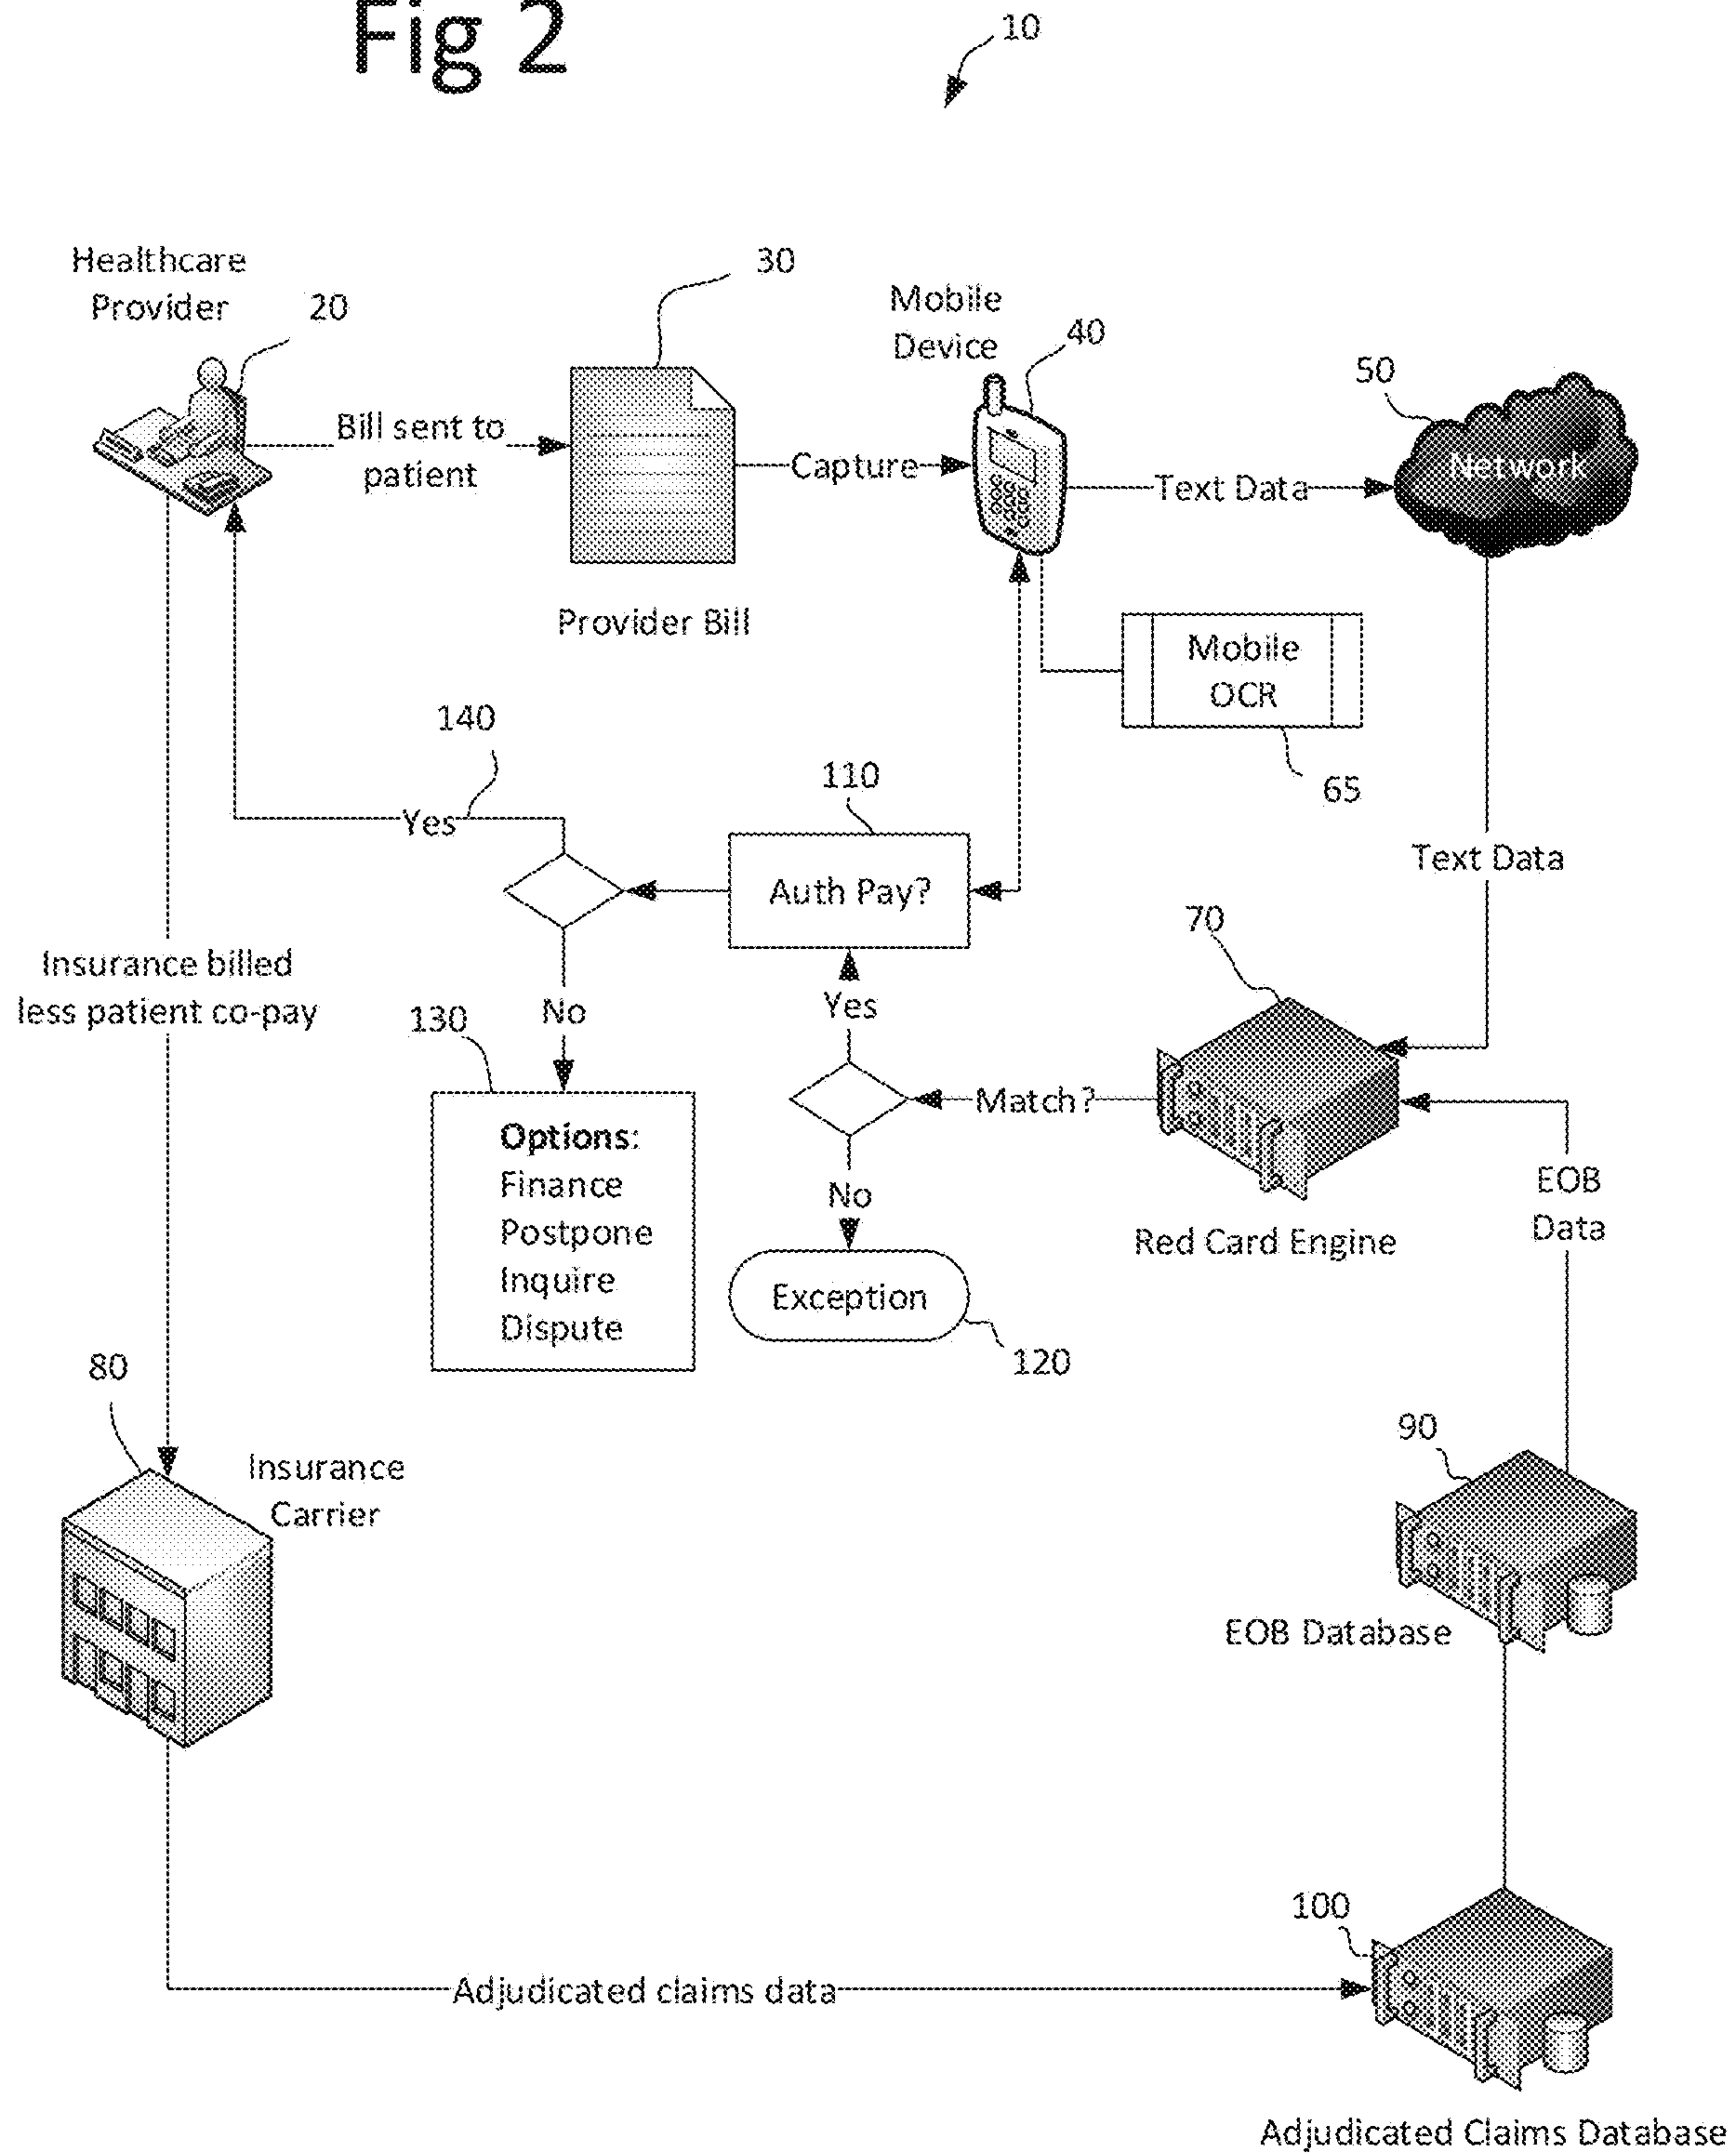 Fig 2
10
Healthcare
Provider
20
30
Mobile
Device
40
50
Bill sent to
patient
Capture
Text Data
Network
Provider Bill
Mobile
OCR
65
140
110
Yes
Auth Pay?
Text Data
70
Insurance billed
less patient co-pay
130
No
Yes
Match?
Options:
Finance
Postpone
Inquire
Dispute
No
Exception
120
Red Card Engine
EOB
Data
80
Insurance
Carrier
90
EOB Database
100
Adjudicated claims data
Adjudicated Claims Database